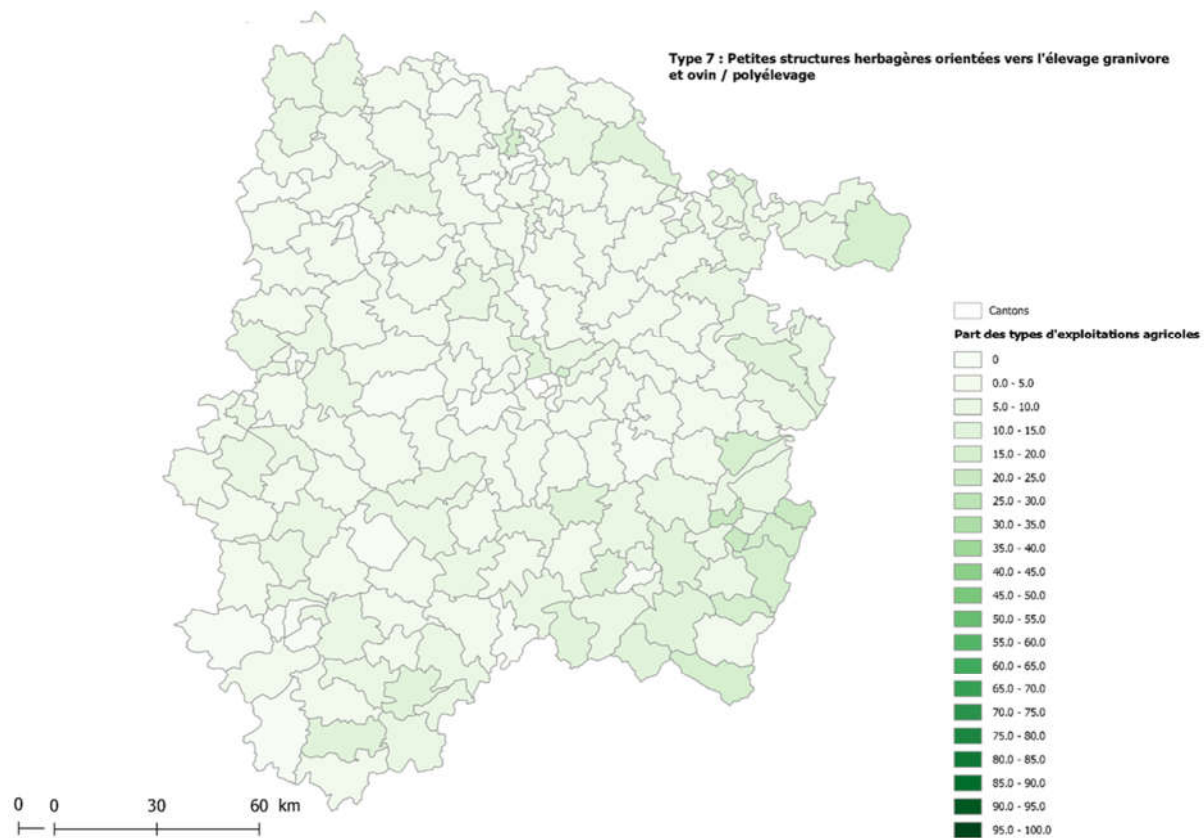 Type 7 : Petites structures herbagères orientées vers l'élevage granivore
et ovin / polyélevage
Cantons
Part des types d'exploitations agricoles
0
0.0 - 5.0
5.0 - 10.0
10.0 - 15.0
15.0 - 20.0
20.0 - 25.0
25.0 - 30.0
30.0 - 35.0
35.0 - 40.0
40.0 - 45.0
45.0 - 50.0
50.0 - 55.0
55.0 - 60.0
60.0 - 65.0
65.0 - 70.0
70.0 - 75.0
75.0 - 80.0
80.0 - 85.0
85.0 - 90.0
90.0 - 95.0
95.0 - 100.0
0 0 30 60 km